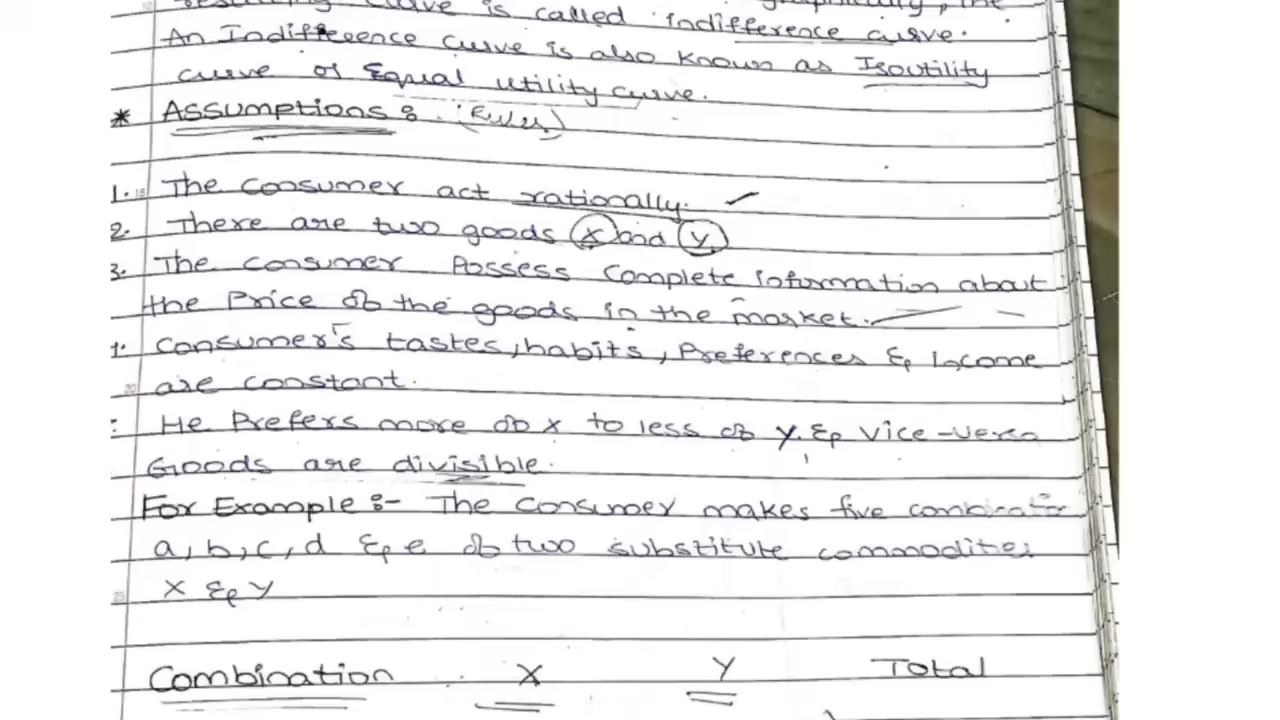 curve is called indifference curve.
An Indifference curve is also known as Isoutility
curve or Equal utility curve.
* Assumptions : (Rules)
1. The Consumer act rationally.
2. There are two goods X and Y
3. The Consumer Possess Complete information about
the Price of the goods in the market.
Consumer's tastes, habits, Preferences & Income
are constant.
He Prefers more of X to less of Y. & Vice-versa
Goods are divisible.
For Example :- The Consumer makes five
a, b, c, d & e of two substitute commodities
X & Y
Combination X Y Total